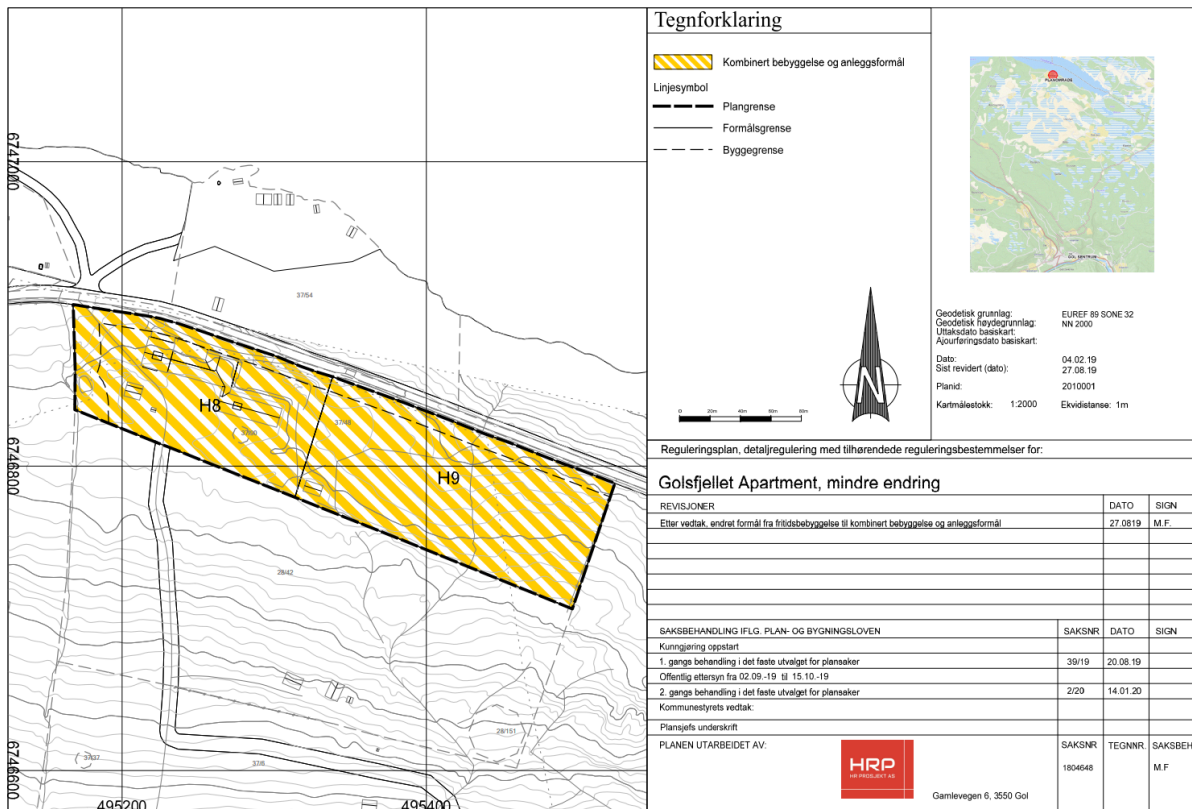 Tegnforklaring
Kombinert bebyggelse og anleggsformål
Linjesymbol
Plangrense
Formålsgrense
Byggegrense
PLANOMRÅDE
GOL SENTRUM
Geodetisk grunnlag: EUREF 89 SONE 32
Geodetisk høydegrunnlag: NN 2000
Uttaksdato basiskart:
Ajourføringsdato basiskart:
Dato: 04.02.19
Sist revidert (dato): 27.08.19
Planid: 2010001
Kartmålestokk: 1:2000 Ekvidistanse: 1m
N
0 20m 40m 60m 80m
6747000
6746800
6746600
495200
495400
37/54
H8
37/90
37/48
H9
28/42
28/151
37/37
37/6
Reguleringsplan, detaljregulering med tilhørendede reguleringsbestemmelser for:
Golsfjellet Apartment, mindre endring
REVISJONER DATO SIGN
Etter vedtak, endret formål fra fritidsbebyggelse til kombinert bebyggelse og anleggsformål 27.0819 M.F.
SAKSBEHANDLING IFLG. PLAN- OG BYGNINGSLOVEN SAKSNR DATO SIGN
Kunngjøring oppstart
1. gangs behandling i det faste utvalget for plansaker 39/19 20.08.19
Offentlig ettersyn fra 02.09.-19 til 15.10.-19
2. gangs behandling i det faste utvalget for plansaker 2/20 14.01.20
Kommunestyrets vedtak:
Plansjefs underskrift
PLANEN UTARBEIDET AV: SAKSNR TEGNNR. SAKSBEH
HRP
HR PROSJEKT AS
1804648 M.F
Gamlevegen 6, 3550 Gol